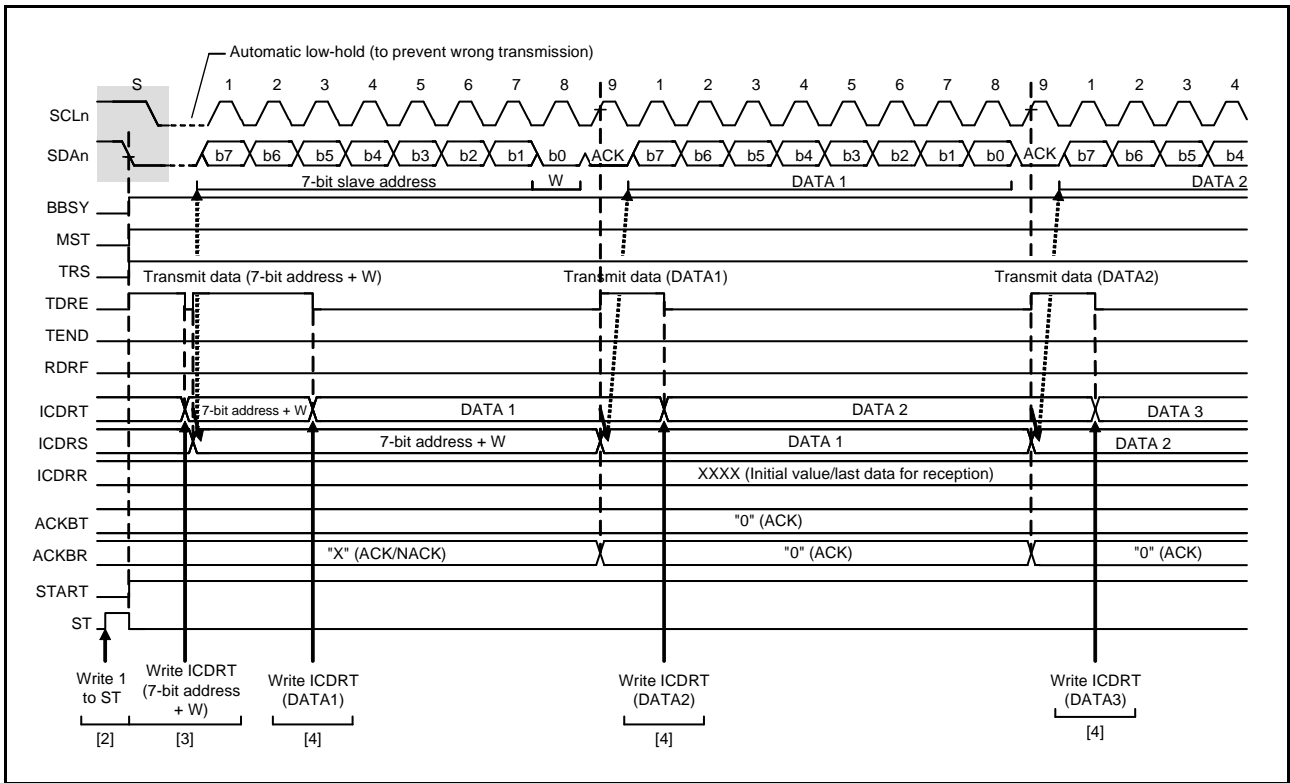 Automatic low-hold (to prevent wrong transmission)
S 1 2 3 4 5 6 7 8 9 1 2 3 4 5 6 7 8 9 1 2 3 4
SCLn
SDAn b7 b6 b5 b4 b3 b2 b1 b0 ACK b7 b6 b5 b4 b3 b2 b1 b0 ACK b7 b6 b5 b4
7-bit slave address W DATA 1 DATA 2
BBSY
MST
TRS
Transmit data (7-bit address + W) Transmit data (DATA1) Transmit data (DATA2)
TDRE
TEND
RDRF
ICDRT 7-bit address + W DATA 1 DATA 2 DATA 3
ICDRS 7-bit address + W DATA 1 DATA 2
ICDRR XXXX (Initial value/last data for reception)
ACKBT "0" (ACK)
ACKBR "X" (ACK/NACK) "0" (ACK) "0" (ACK)
START
ST
Write 1
to ST
Write ICDRT
(7-bit address
+ W)
Write ICDRT
(DATA1)
Write ICDRT
(DATA2)
Write ICDRT
(DATA3)
[2] [3] [4] [4] [4]